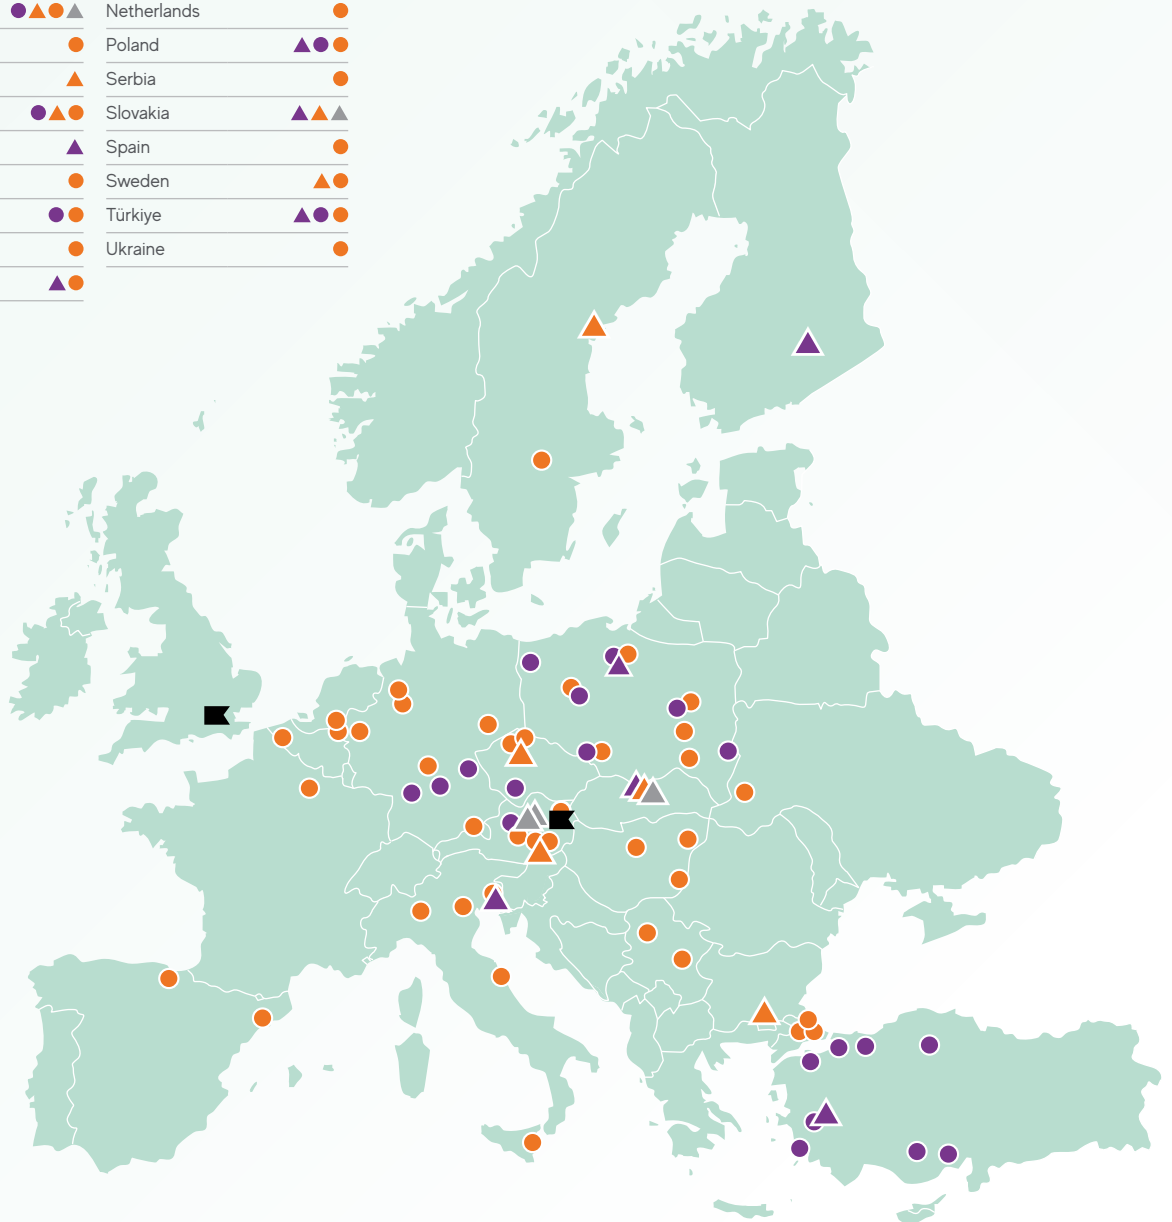 Netherlands
Poland
Serbia
Slovakia
Spain
Sweden
Türkiye
Ukraine